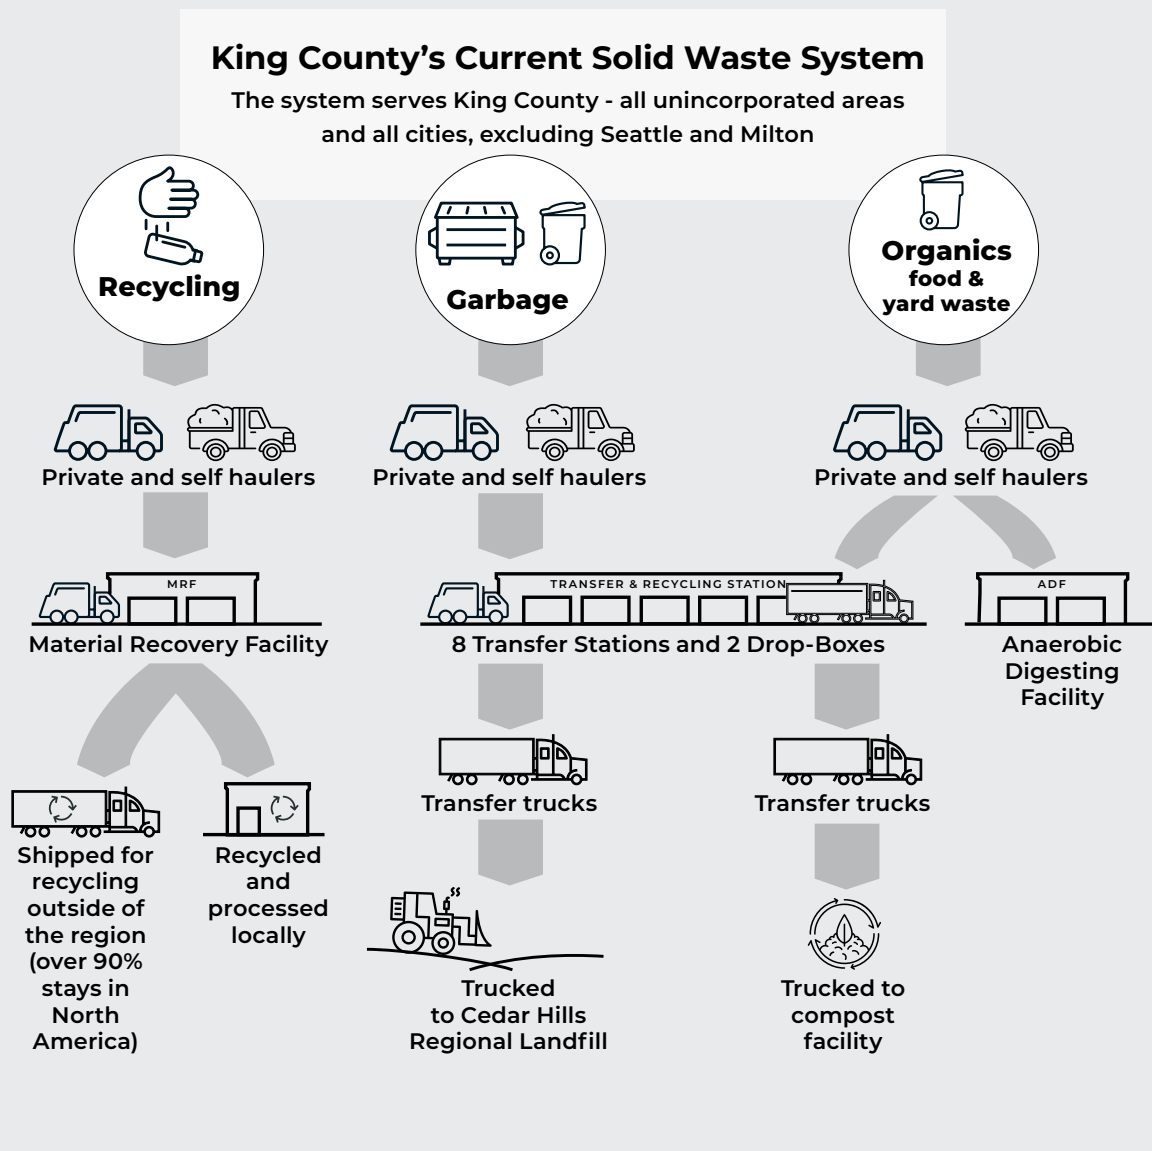 King County's Current Solid Waste System
The system serves King County - all unincorporated areas
and all cities, excluding Seattle and Milton
Recycling
Garbage
Organics
food &
yard waste
Private and self haulers
Private and self haulers
Private and self haulers
MRF
Material Recovery Facility
TRANSFER & RECYCLING STATION
8 Transfer Stations and 2 Drop-Boxes
ADF
Anaerobic
Digesting
Facility
Transfer trucks
Transfer trucks
Shipped for
recycling
outside of
the region
(over 90%
stays in
North
America)
Recycled
and
processed
locally
Trucked
to Cedar Hills
Regional Landfill
Trucked to
compost
facility